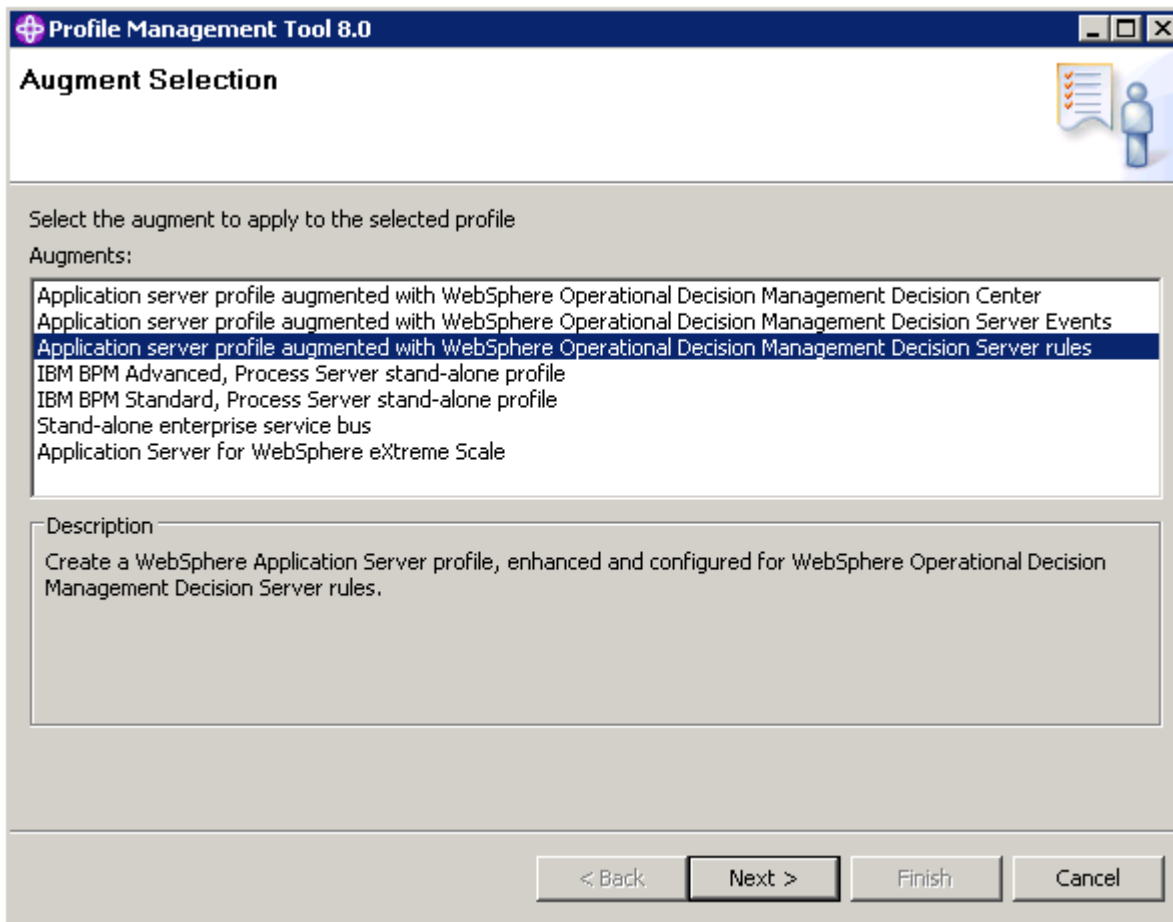 Profile Management Tool 8.0
Augment Selection
Select the augment to apply to the selected profile
Augments:
Application server profile augmented with WebSphere Operational Decision Management Decision Center
Application server profile augmented with WebSphere Operational Decision Management Decision Server Events
Application server profile augmented with WebSphere Operational Decision Management Decision Server rules
IBM BPM Advanced, Process Server stand-alone profile
IBM BPM Standard, Process Server stand-alone profile
Stand-alone enterprise service bus
Application Server for WebSphere eXtreme Scale
Description
Create a WebSphere Application Server profile, enhanced and configured for WebSphere Operational Decision
Management Decision Server rules.
< Back Next > Finish Cancel